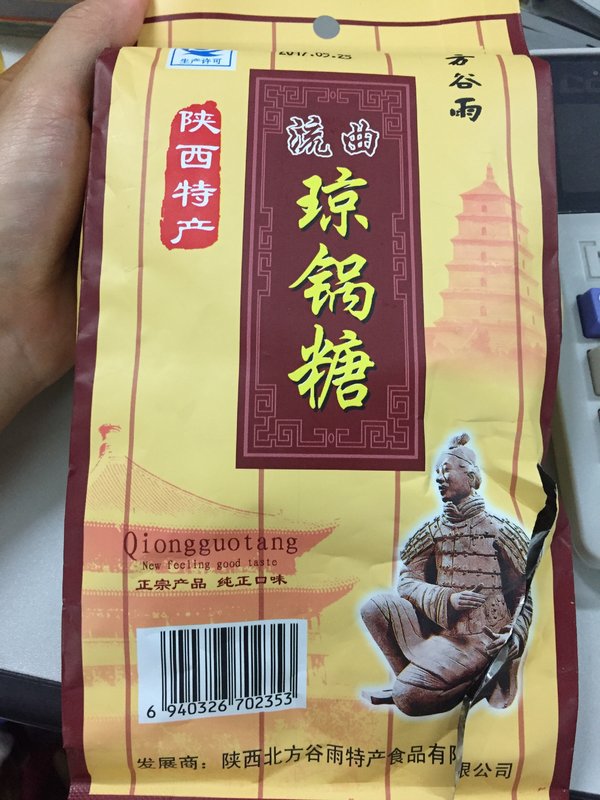 2017.05.25
生产许可
方谷雨
陕西特产
流曲
琼锅糖
Qiongguotang
New feeling good taste
正宗产品 纯正口味
6 940326 702353
发展商：陕西北方谷雨特产食品有限公司